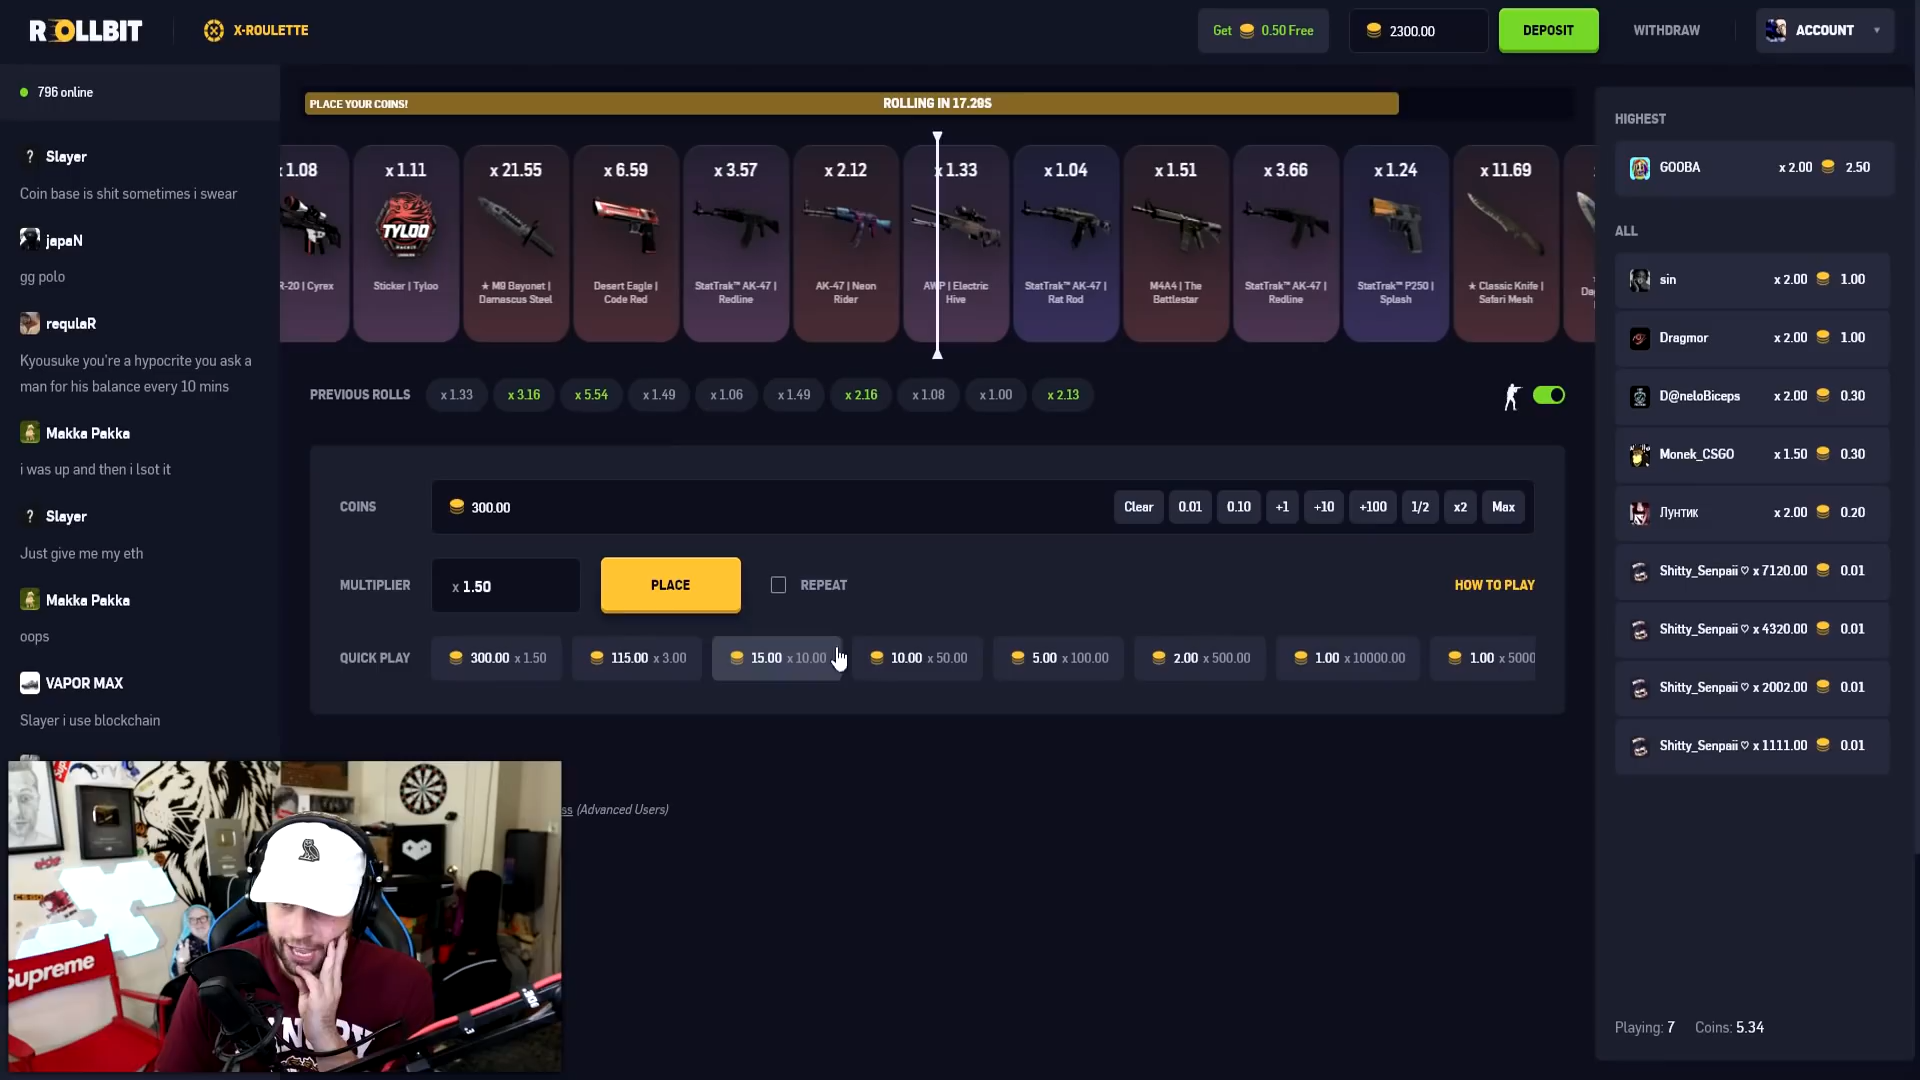 ROLLBIT
X-ROULETTE
Get 0.50 Free
2300.00
DEPOSIT
WITHDRAW
ACCOUNT
796 online
? Slayer
Coin base is shit sometimes i swear
japaN
gg polo
requlaR
Kyousuke you're a hypocrite you ask a
man for his balance every 10 mins
Makka Pakka
i was up and then i lsot it
? Slayer
Just give me my eth
Makka Pakka
oops
VAPOR MAX
Slayer i use blockchain
PLACE YOUR COINS!
ROLLING IN 17.20S
x 1.08
R-20 | Cyrex
x 1.11
TYLOO
Sticker | Tyloo
x 21.55
★ M9 Bayonet |
Damascus Steel
x 6.59
Desert Eagle |
Code Red
x 3.57
StatTrak™ AK-47 |
Redline
x 2.12
AK-47 | Neon
Rider
x 1.33
AWP | Electric
Hive
x 1.04
StatTrak™ AK-47 |
Rat Rod
x 1.51
M4A4 | The
Battlestar
x 3.66
StatTrak™ AK-47 |
Redline
x 1.24
StatTrak™ P250 |
Splash
x 11.69
★ Classic Knife |
Safari Mesh
PREVIOUS ROLLS
x 1.33
x 3.16
x 5.54
x 1.49
x 1.06
x 1.49
x 2.16
x 1.08
x 1.00
x 2.13
COINS
300.00
Clear
0.01
0.10
+1
+10
+100
1/2
x2
Max
MULTIPLIER
x 1.50
PLACE
REPEAT
HOW TO PLAY
QUICK PLAY
300.00 x 1.50
115.00 x 3.00
15.00 x 10.00
10.00 x 50.00
5.00 x 100.00
2.00 x 500.00
1.00 x 10000.00
1.00 x 5000
ss (Advanced Users)
Supreme
HIGHEST
GOOBA x 2.00 2.50
ALL
sin x 2.00 1.00
Dragmor x 2.00 1.00
D@neloBiceps x 2.00 0.30
Monek_CSGO x 1.50 0.30
Лунтик x 2.00 0.20
Shitty_Senpaii ♡ x 7120.00 0.01
Shitty_Senpaii ♡ x 4320.00 0.01
Shitty_Senpaii ♡ x 2002.00 0.01
Shitty_Senpaii ♡ x 1111.00 0.01
Playing: 7 Coins: 5.34